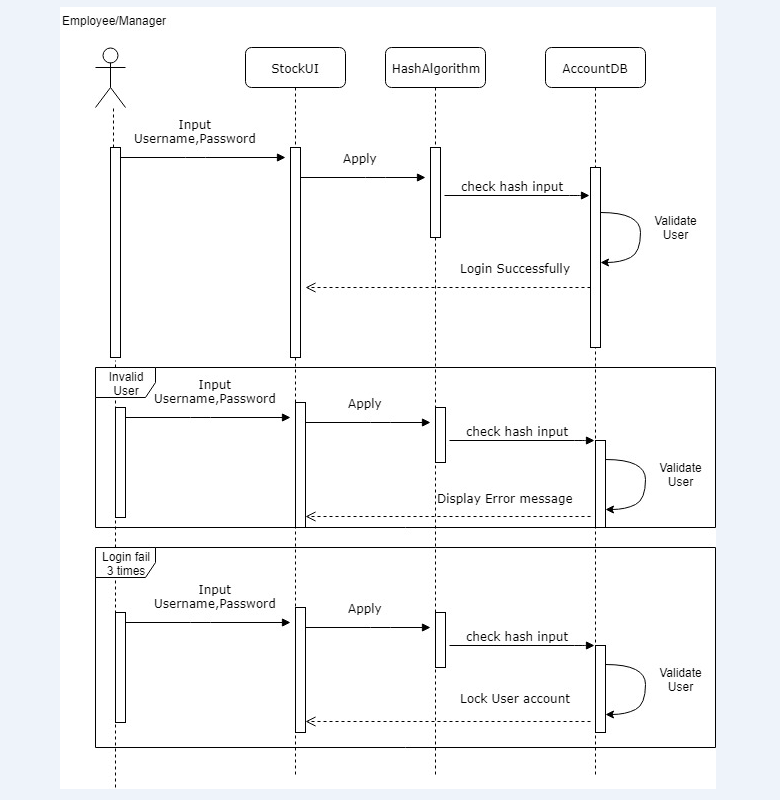 Employee/Manager
StockUI
HashAlgorithm
AccountDB
Input
Username,Password
Apply
check hash input
Validate
User
Login Successfully
Invalid
User
Input
Username,Password
Apply
check hash input
Validate
User
Display Error message
Login fail
3 times
Input
Username,Password
Apply
check hash input
Validate
User
Lock User account